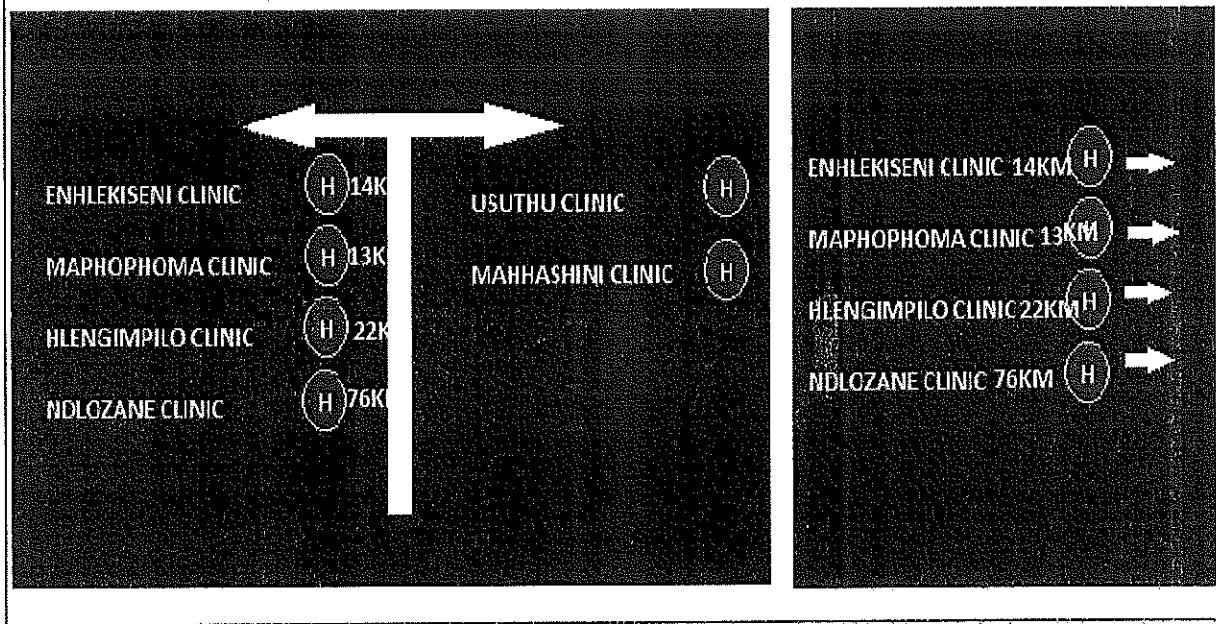 ENHLEKISENI CLINIC H 14K
MAPHOPHOMA CLINIC H 13K
HLENGIMPILO CLINIC H 22K
NDLOZANE CLINIC H 76K
USUTHU CLINIC H
MAHHASHINI CLINIC H
ENHLEKISENI CLINIC 14KM H
MAPHOPHOMA CLINIC 13KM H
HLENGIMPILO CLINIC 22KM H
NDLOZANE CLINIC 76KM H